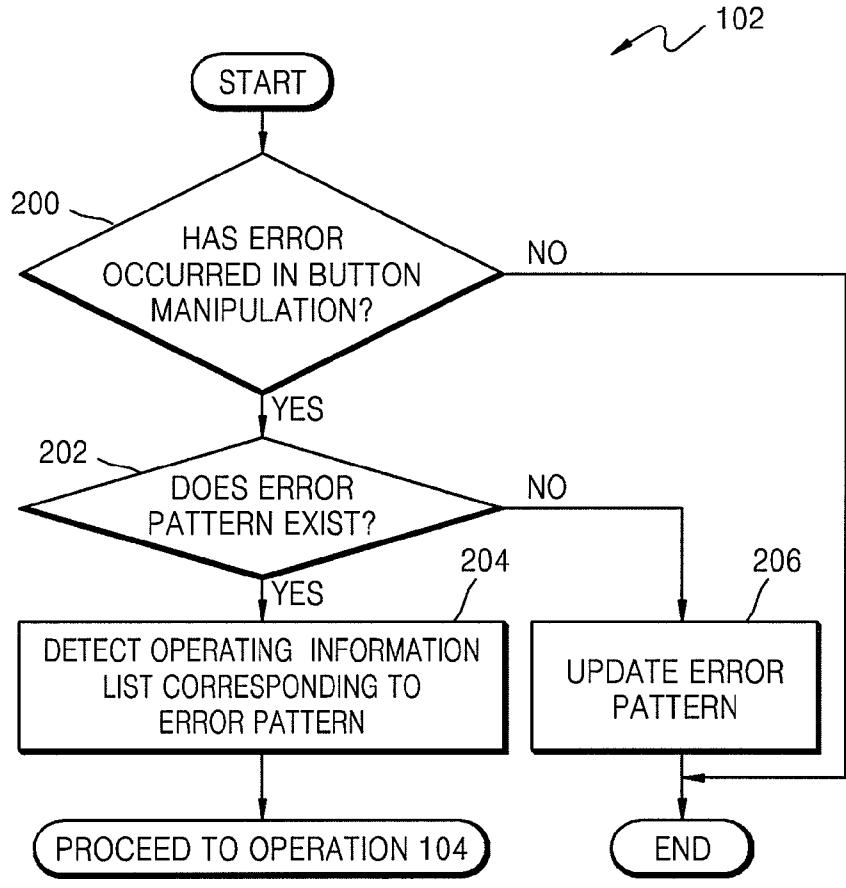 102
START
200
HAS ERROR
OCCURRED IN BUTTON
MANIPULATION?
NO
YES
202
DOES ERROR
PATTERN EXIST?
NO
YES
204
206
DETECT OPERATING INFORMATION
LIST CORRESPONDING TO
ERROR PATTERN
UPDATE ERROR
PATTERN
PROCEED TO OPERATION 104
END